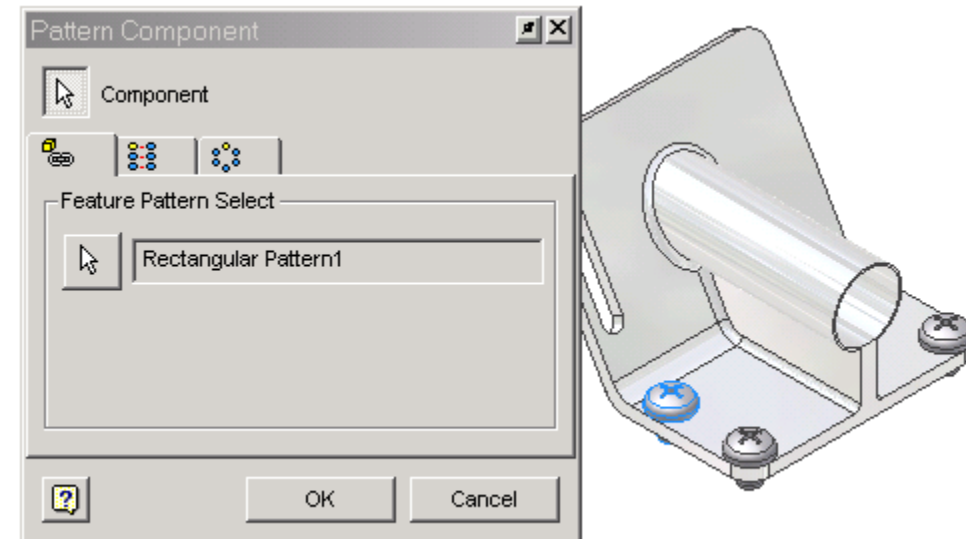 Pattern Component
Component
Feature Pattern Select
Rectangular Pattern1
OK
Cancel